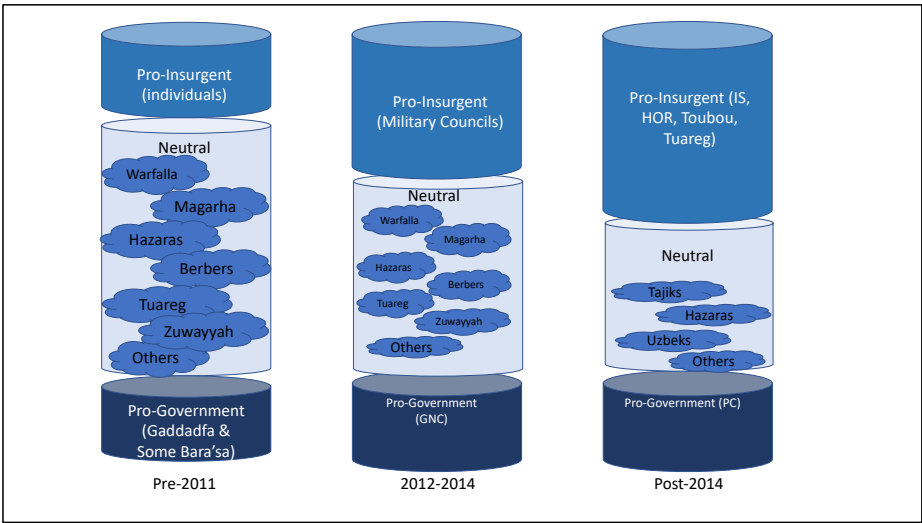 Pro-Insurgent
(individuals)
Neutral
Warfalla
Magarha
Hazaras
Berbers
Tuareg
Zuwayyah
Others
Pro-Government
(Gaddadfa &
Some Bara'sa)
Pre-2011
Pro-Insurgent
(Military Councils)
Neutral
Warfalla
Magarha
Hazaras
Berbers
Tuareg
Zuwayyah
Others
Pro-Government
(GNC)
2012-2014
Pro-Insurgent (IS,
HOR, Toubou,
Tuareg)
Neutral
Tajiks
Hazaras
Uzbeks
Others
Pro-Government (PC)
Post-2014